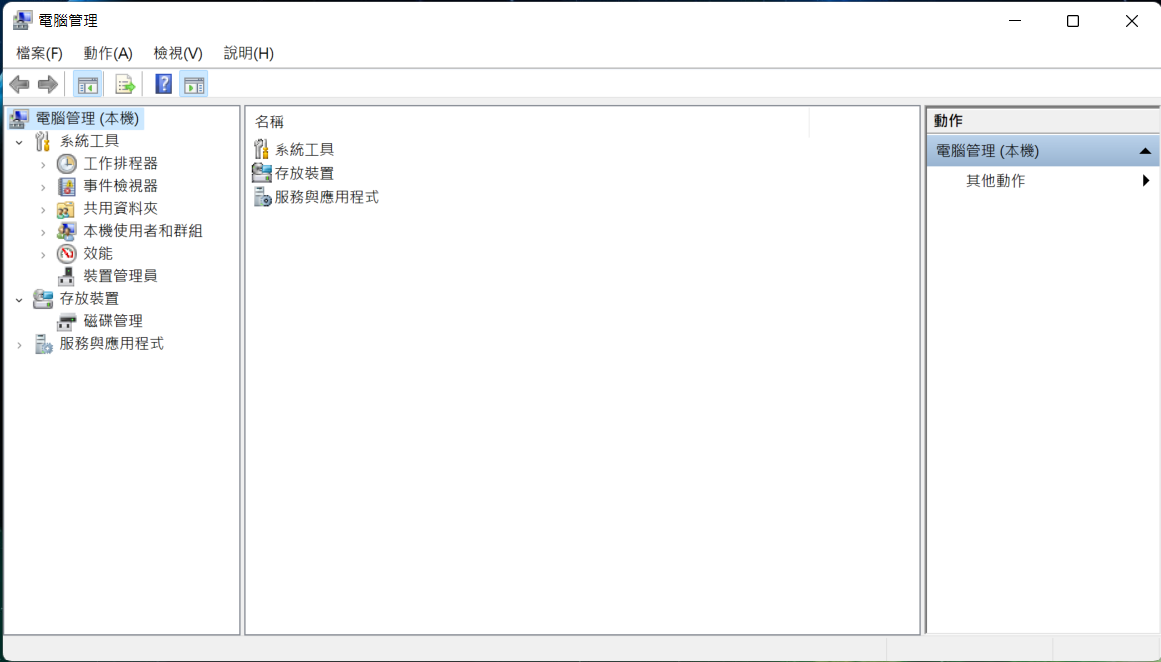 電腦管理
檔案(F) 動作(A) 檢視(V) 說明(H)
電腦管理 (本機)
系統工具
工作排程器
事件檢視器
共用資料夾
本機使用者和群組
效能
裝置管理員
存放裝置
磁碟管理
服務與應用程式
名稱
系統工具
存放裝置
服務與應用程式
動作
電腦管理 (本機)
其他動作